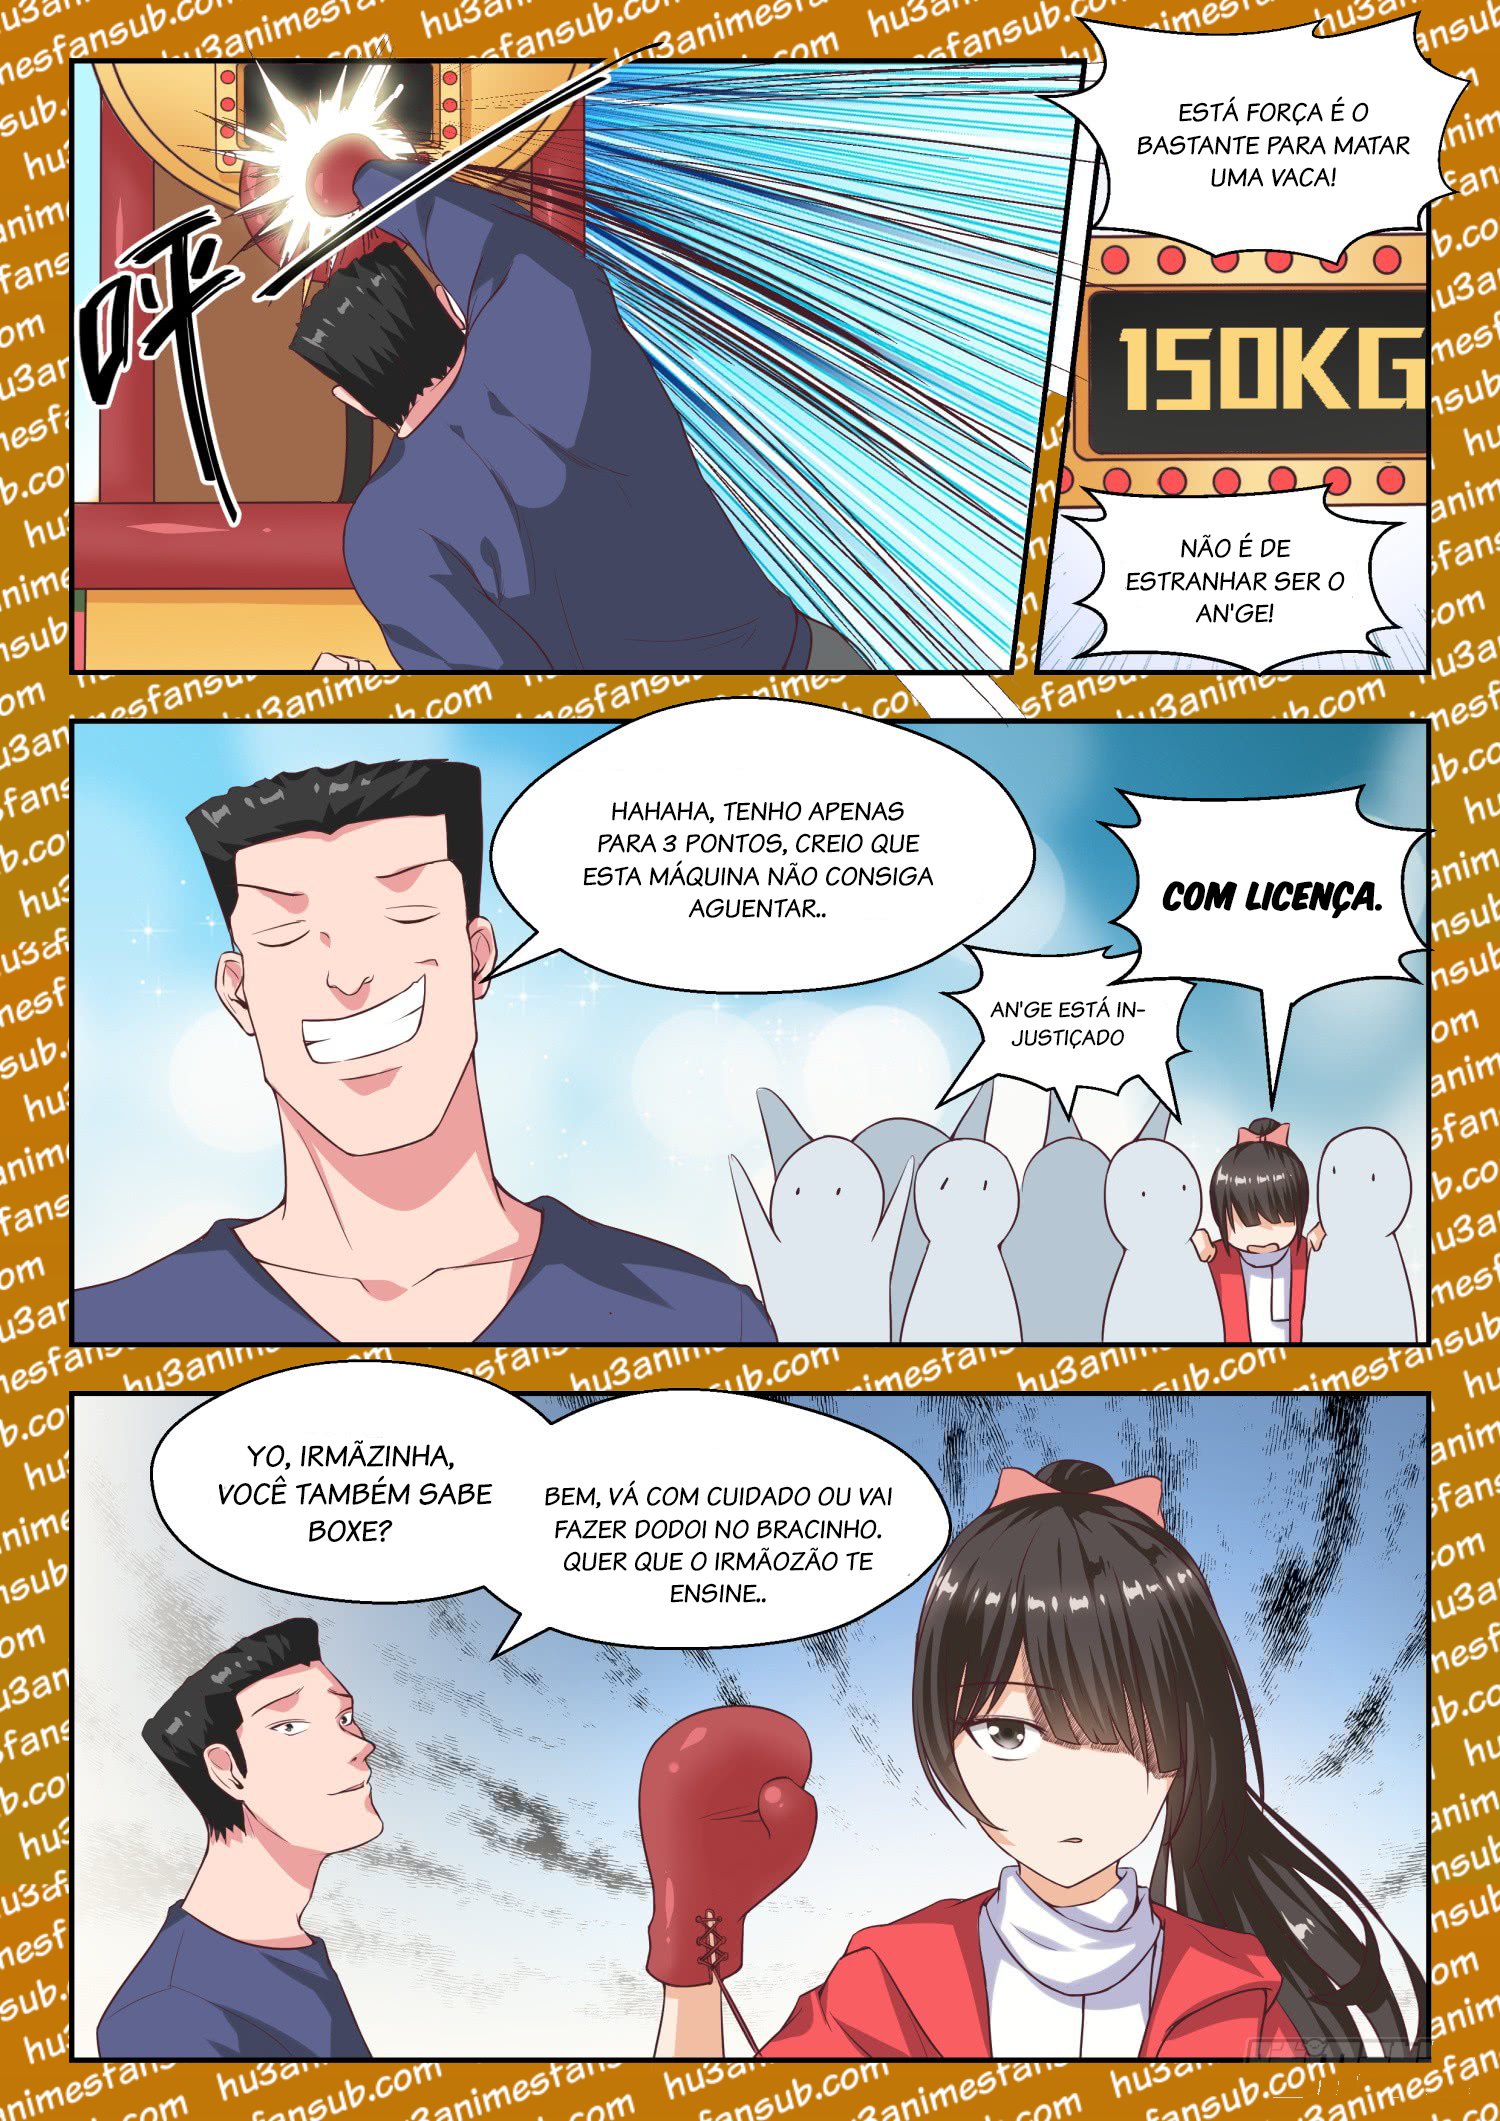 呼
ESTÁ FORÇA É O
BASTANTE PARA MATAR
UMA VACA!
150KG
NÃO É DE
ESTRANHAR SER O
AN'GE!
HAHAHA, TENHO APENAS
PARA 3 PONTOS, CREIO QUE
ESTA MÁQUINA NÃO CONSIGA
AGUENTAR..
COM LICENÇA.
AN'GE ESTÁ IN-
JUSTIÇADO
YO, IRMÃZINHA,
VOCÊ TAMBÉM SABE
BOXE?
BEM, VÁ COM CUIDADO OU VAI
FAZER DODOI NO BRACINHO.
QUER QUE O IRMÃOZÃO TE
ENSINE..
hu3animesfansub.com